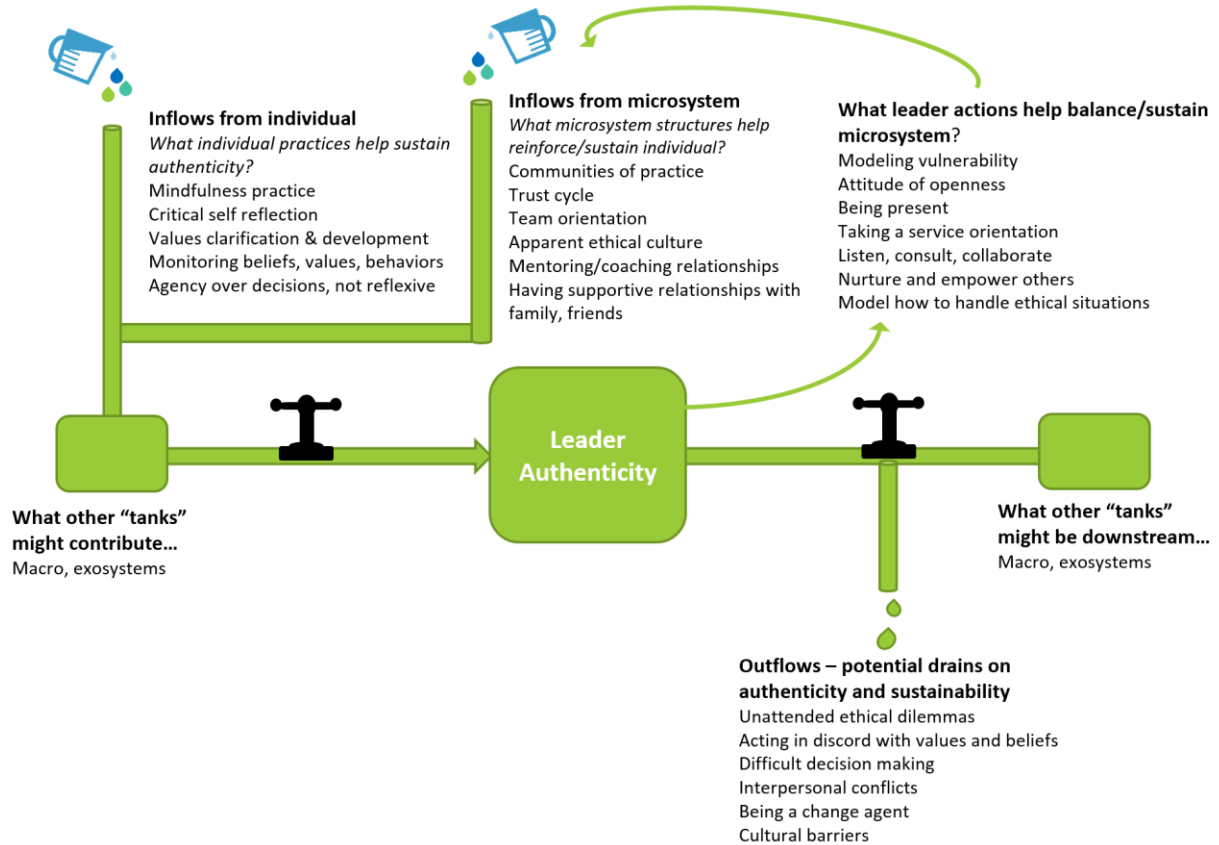 Inflows from individual
What individual practices help sustain
authenticity?
Mindfulness practice
Critical self reflection
Values clarification & development
Monitoring beliefs, values, behaviors
Agency over decisions, not reflexive
Inflows from microsystem
What microsystem structures help
reinforce/sustain individual?
Communities of practice
Trust cycle
Team orientation
Apparent ethical culture
Mentoring/coaching relationships
Having supportive relationships with
family, friends
What leader actions help balance/sustain
microsystem?
Modeling vulnerability
Attitude of openness
Being present
Taking a service orientation
Listen, consult, collaborate
Nurture and empower others
Model how to handle ethical situations
Leader
Authenticity
What other “tanks”
might contribute…
Macro, exosystems
What other “tanks”
might be downstream…
Macro, exosystems
Outflows – potential drains on
authenticity and sustainability
Unattended ethical dilemmas
Acting in discord with values and beliefs
Difficult decision making
Interpersonal conflicts
Being a change agent
Cultural barriers